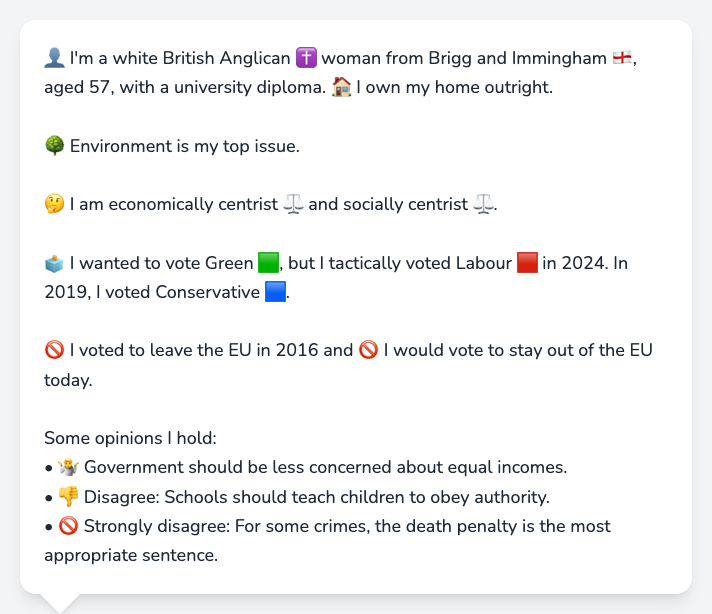 👤 I'm a white British Anglican ✝️ woman from Brigg and Immingham 🏴󠁧󠁢󠁥󠁮󠁧󠁿,
aged 57, with a university diploma. 🏠 I own my home outright.
🌳 Environment is my top issue.
🤔 I am economically centrist ⚖️ and socially centrist ⚖️.
🗳️ I wanted to vote Green 🟩, but I tactically voted Labour 🟥 in 2024. In
2019, I voted Conservative 🟦.
🚫 I voted to leave the EU in 2016 and 🚫 I would vote to stay out of the EU
today.
Some opinions I hold:
• 🤷 Government should be less concerned about equal incomes.
• 👎 Disagree: Schools should teach children to obey authority.
• 🚫 Strongly disagree: For some crimes, the death penalty is the most
appropriate sentence.